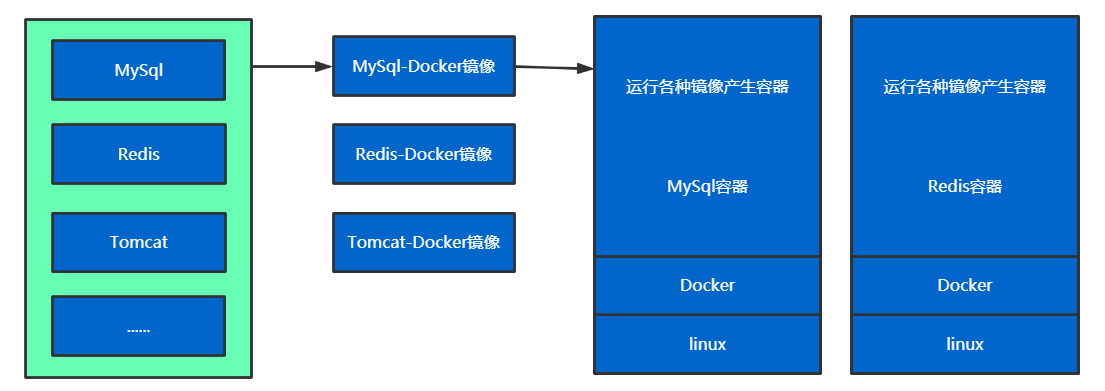 MySql
Redis
Tomcat
......
MySql-Docker镜像
Redis-Docker镜像
Tomcat-Docker镜像
运行各种镜像产生容器
MySql容器
Docker
linux
运行各种镜像产生容器
Redis容器
Docker
linux